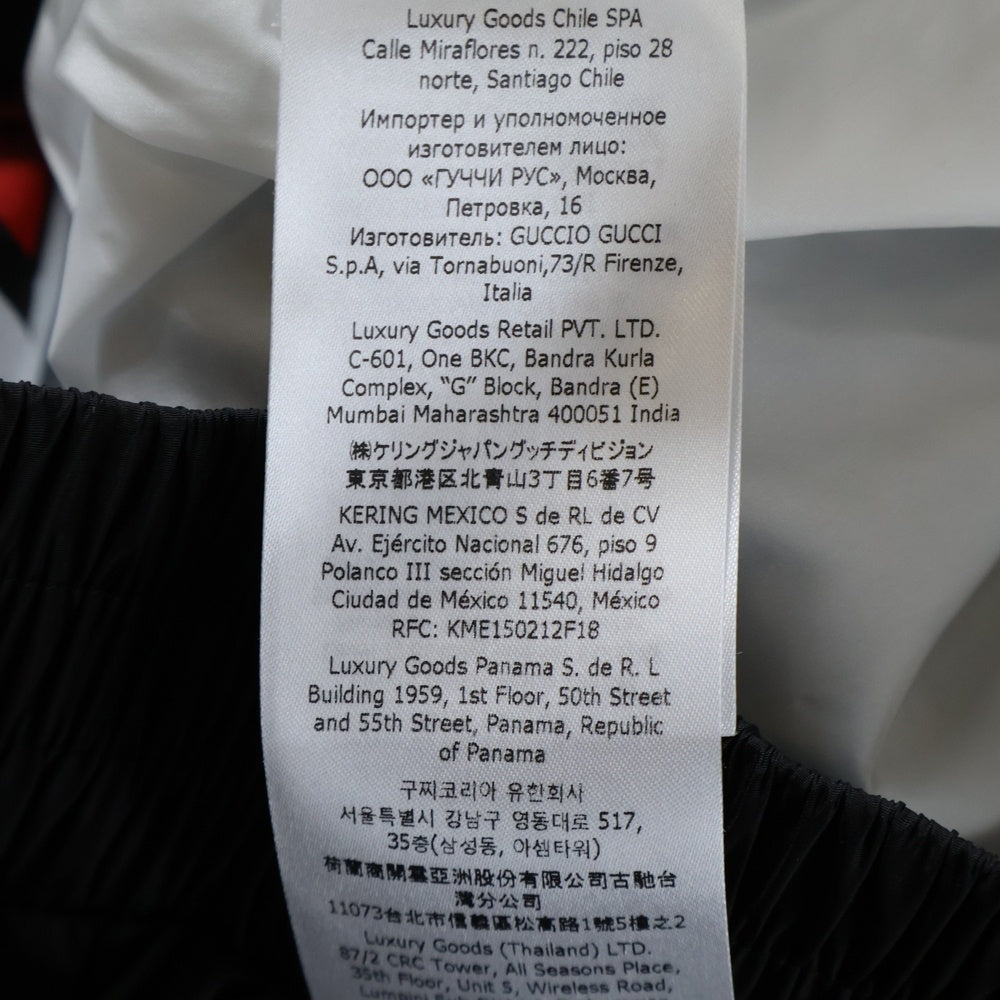 Luxury Goods Chile SPA
Calle Miraflores n. 222, piso 28
norte, Santiago Chile
Импортер и уполномоченное
изготовителем лицо:
ООО «ГУЧЧИ РУС», Москва,
Петровка, 16
Изготовитель: GUCCIO GUCCI
S.p.A, via Tornabuoni,73/R Firenze,
Italia
Luxury Goods Retail PVT. LTD.
C-601, One BKC, Bandra Kurla
Complex, “G” Block, Bandra (E)
Mumbai Maharashtra 400051 India
㈱ケリングジャパングッチディビジョン
東京都港区北青山3丁目6番7号
KERING MEXICO S de RL de CV
Av. Ejército Nacional 676, piso 9
Polanco III sección Miguel Hidalgo
Ciudad de México 11540, México
RFC: KME150212F18
Luxury Goods Panama S. de R. L
Building 1959, 1st Floor, 50th Street
and 55th Street, Panama, Republic
of Panama
구찌코리아 유한회사
서울특별시 강남구 영동대로 517,
35층(삼성동, 아셈타워)
荷蘭商開雲亞洲股份有限公司古馳台
灣分公司
11073台北市信義區松高路1號5樓之2
Luxury Goods (Thailand) LTD.
87/2 CRC Tower, All Seasons Place,
35th Floor, Unit 5, Wireless Road,